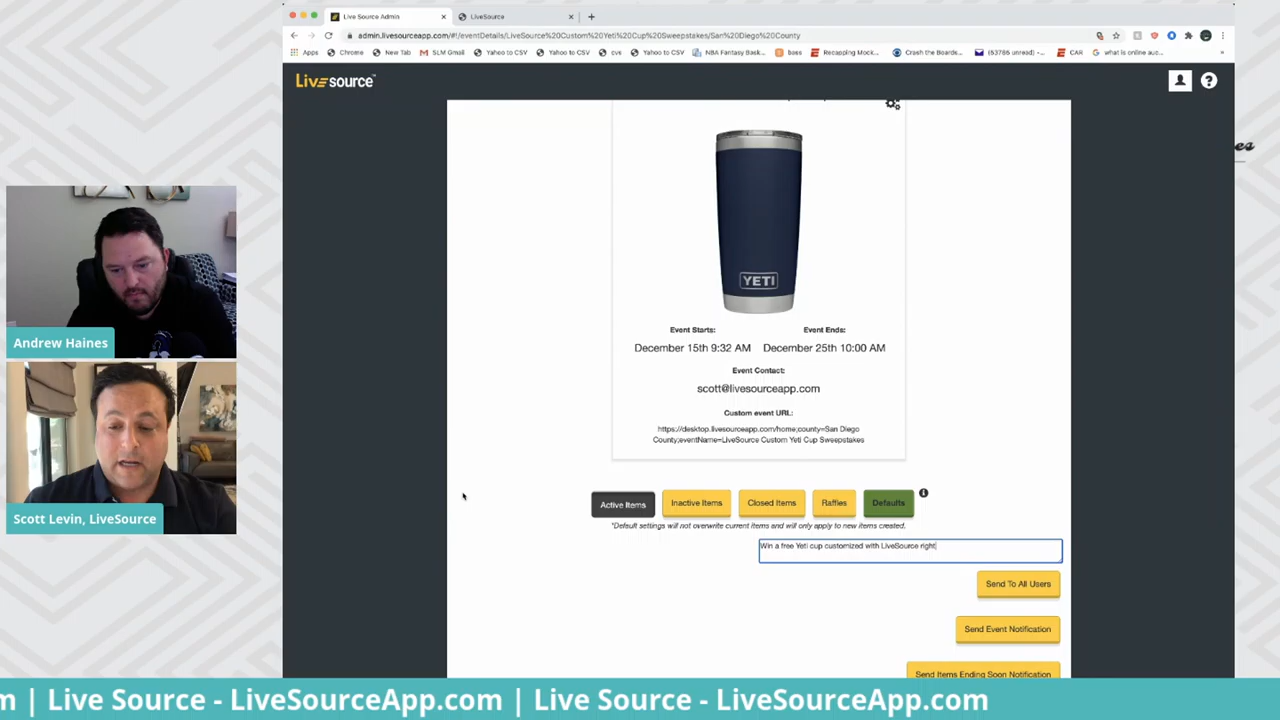 Live Source Admin
LiveSource
admin.livesourceapp.com/#!/eventDetails/LiveSource%20Custom%20Yeti%20Cup%20Sweepstakes/San%20Diego%20County
Apps Chrome New Tab SLM Gmail Yahoo to CSV Yahoo to CSV cvs Yahoo to CSV NBA Fantasy Bask... boss Recapping Mock... Crash the Boards... (53786 unread) -... CAR what is online auc...
Livesource
YETI
Event Starts: Event Ends:
December 15th 9:32 AM December 25th 10:00 AM
Event Contact:
scott@livesourceapp.com
Custom event URL:
https://desktop.livesourceapp.com/home;county=San Diego
County;eventName=LiveSource Custom Yeti Cup Sweepstakes
Active Items Inactive Items Closed Items Raffles Defaults
*Default settings will not overwrite current items and will only apply to new items created.
Win a free Yeti cup customized with LiveSource right
Send To All Users
Send Event Notification
Send Items Ending Soon Notification
Andrew Haines
Scott Levin, LiveSource
m | Live Source - LiveSourceApp.com | Live Source - LiveSourceApp.com